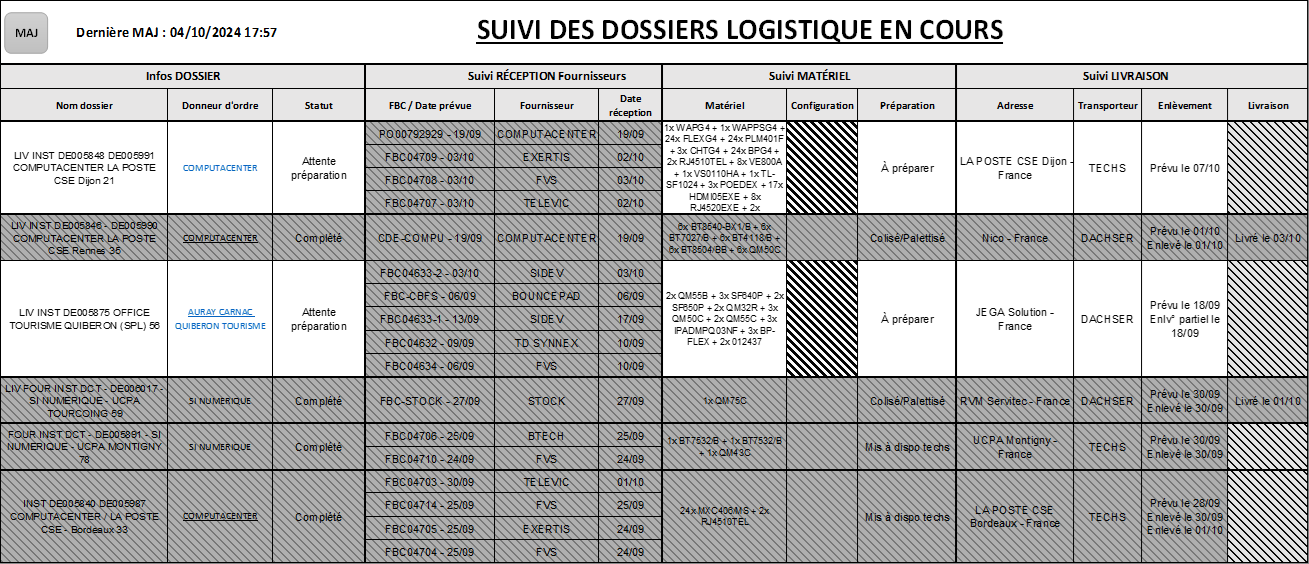 MAJ
Dernière MAJ : 04/10/2024 17:57
SUIVI DES DOSSIERS LOGISTIQUE EN COURS
Infos DOSSIER
Suivi RÉCEPTION Fournisseurs
Suivi MATÉRIEL
Suivi LIVRAISON
Nom dossier
Donneur d'ordre
Statut
FBC / Date prévue
Fournisseur
Date
réception
Matériel
Configuration
Préparation
Adresse
Transporteur
Enlèvement
Livraison
LIV INST DE005848 DE005991
COMPUTACENTER LA POSTE
CSE Dijon 21
COMPUTACENTER
Attente
préparation
PO00792929 - 19/09
COMPUTACENTER
19/09
FBC04709 - 03/10
EXERTIS
02/10
FBC04708 - 03/10
FVS
03/10
FBC04707 - 03/10
TELEVIC
02/10
1x WAPG4 + 1x WAPPSG4 +
24x FLEXG4 + 24x PLM401F
+ 3x CHTG4 + 24x BPG4 +
2x RJ4510TEL + 8x VE800A
+ 1x VS0110HA + 1x TL-
SF1024 + 3x POEDEX + 17x
HDMI05EXE + 8x
RJ4520EXE + 2x
À préparer
LA POSTE CSE Dijon -
France
TECHS
Prévu le 07/10
LIV INST DE005846 - DE005990
COMPUTACENTER LA POSTE
CSE Rennes 35
COMPUTACENTER
Complété
CDE-COMPU - 19/09
COMPUTACENTER
19/09
6x BT8540-BX1/B + 6x
BT7027/B + 6x BT4118/B +
6x BT8504/BB + 6x QM50C
Colisé/Palettisé
Nico - France
DACHSER
Prévu le 01/10
Enlevé le 01/10
Livré le 03/10
LIV INST DE005875 OFFICE
TOURISME QUIBERON (SPL) 56
AURAY CARNAC
QUIBERON TOURISME
Attente
préparation
FBC04633-2 - 03/10
SIDEV
03/10
FBC-CBFS - 06/09
BOUNCEPAD
06/09
FBC04633-1 - 13/09
SIDEV
17/09
FBC04632 - 09/09
TD SYNNEX
10/09
FBC04634 - 06/09
FVS
10/09
2x QM55B + 3x SF640P + 2x
SF650P + 2x QM32R + 3x
QM50C + 2x QM55C + 3x
IPADMPQ03NF + 3x BP-
FLEX + 2x 012437
À préparer
JEGA Solution -
France
DACHSER
Prévu le 18/09
Enlv° partiel le
18/09
LIV FOUR INST DCT - DE006017 -
SI NUMERIQUE - UCPA
TOURCOING 59
SI NUMERIQUE
Complété
FBC-STOCK - 27/09
STOCK
27/09
1x QM75C
Colisé/Palettisé
RVM Servitec - France
DACHSER
Prévu le 30/09
Enlevé le 30/09
Livré le 01/10
FOUR INST DCT - DE005891 - SI
NUMERIQUE - UCPA MONTIGNY
78
SI NUMERIQUE
Complété
FBC04706 - 25/09
BTECH
25/09
FBC04710 - 24/09
FVS
24/09
1x BT7532/B + 1x BT7532/B
+ 1x QM43C
Mis à dispo techs
UCPA Montigny -
France
TECHS
Prévu le 30/09
Enlevé le 30/09
INST DE005840 DE005987
COMPUTACENTER / LA POSTE
CSE - Bordeaux 33
COMPUTACENTER
Complété
FBC04703 - 30/09
TELEVIC
01/10
FBC04714 - 25/09
FVS
25/09
FBC04705 - 25/09
EXERTIS
24/09
FBC04704 - 25/09
FVS
24/09
24x MXC406/MS + 2x
RJ4510TEL
Mis à dispo techs
LA POSTE CSE
Bordeaux - France
TECHS
Prévu le 28/09
Enlevé le 30/09
Enlevé le 01/10